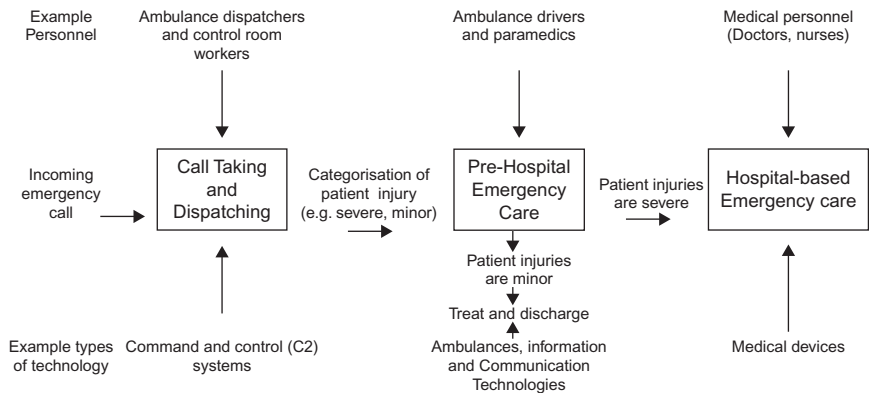 Example
Personnel
Ambulance dispatchers
and control room
workers
Ambulance drivers
and paramedics
Medical personnel
(Doctors, nurses)
Incoming
emergency
call
Call Taking
and
Dispatching
Categorisation of
patient injury
(e.g. severe, minor)
Pre-Hospital
Emergency
Care
Patient injuries
are severe
Hospital-based
Emergency care
Patient injuries
are minor
Treat and discharge
Example types
of technology
Command and control (C2)
systems
Ambulances, information
and Communication
Technologies
Medical devices